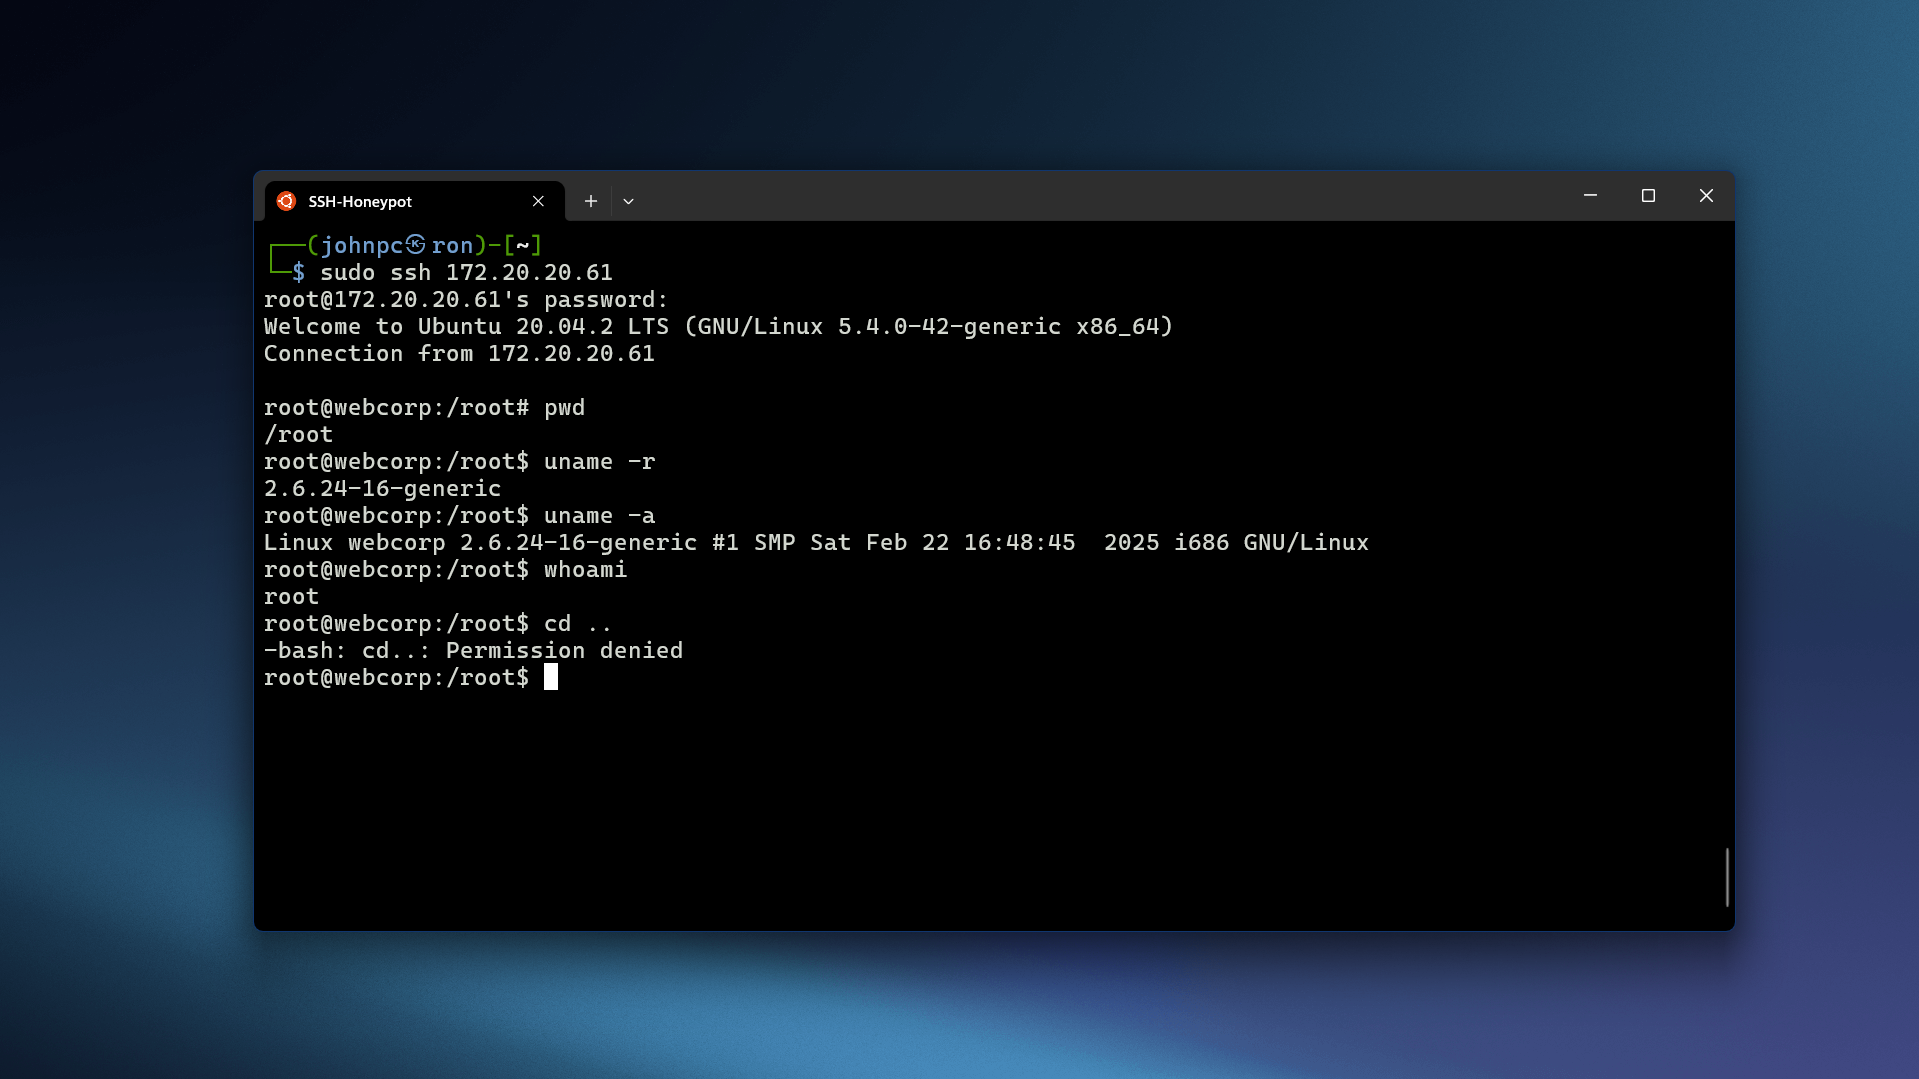 SSH-Honeypot
┌──(johnpc㉿ron)-[~]
└─$ sudo ssh 172.20.20.61
root@172.20.20.61's password:
Welcome to Ubuntu 20.04.2 LTS (GNU/Linux 5.4.0-42-generic x86_64)
Connection from 172.20.20.61
root@webcorp:/root# pwd
/root
root@webcorp:/root$ uname -r
2.6.24-16-generic
root@webcorp:/root$ uname -a
Linux webcorp 2.6.24-16-generic #1 SMP Sat Feb 22 16:48:45  2025 i686 GNU/Linux
root@webcorp:/root$ whoami
root
root@webcorp:/root$ cd ..
-bash: cd..: Permission denied
root@webcorp:/root$